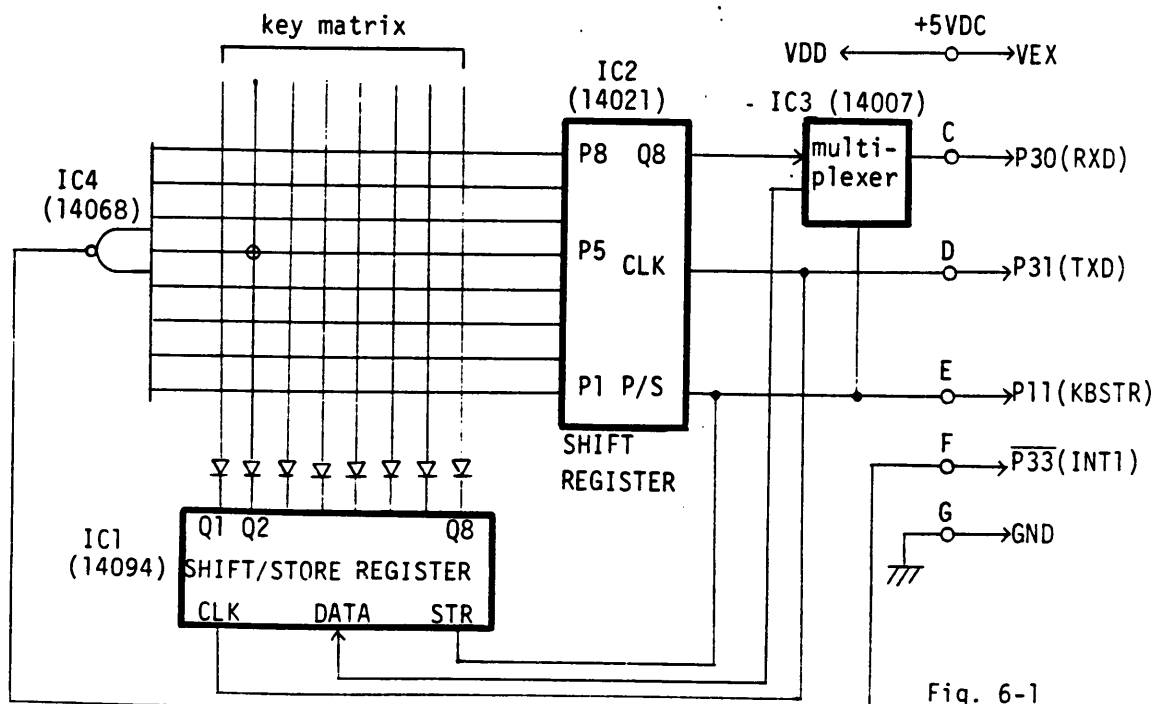 key matrix
+5VDC
VDD
VEX
IC2
(14021)
IC3 (14007)
P8 Q8
multi-
plexer
C
P30(RXD)
IC4
(14068)
P5
CLK
D
P31(TXD)
P1 P/S
E
P11(KBSTR)
SHIFT
REGISTER
F
P33(INT1)
G
GND
Q1 Q2 Q8
IC1
(14094)
SHIFT/STORE REGISTER
CLK DATA STR
Fig. 6-1